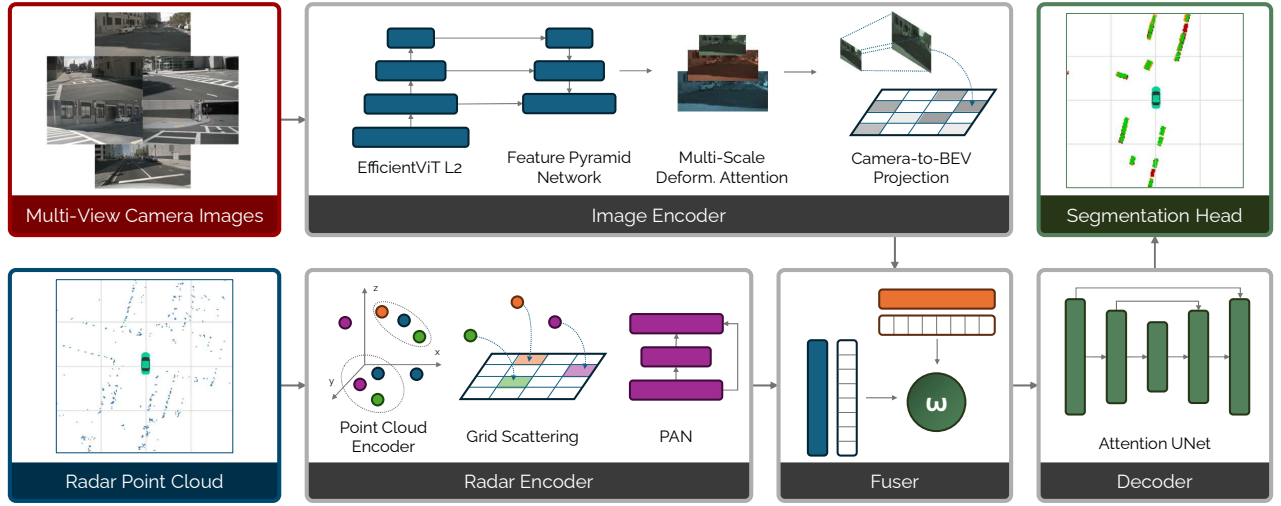 EfficientViT L2
Feature Pyramid
Network
Multi-Scale
Deform. Attention
Camera-to-BEV
Projection
Multi-View Camera Images
Image Encoder
Segmentation Head
z
x
y
Point Cloud
Encoder
Grid Scattering
PAN
ω
Attention UNet
Radar Point Cloud
Radar Encoder
Fuser
Decoder